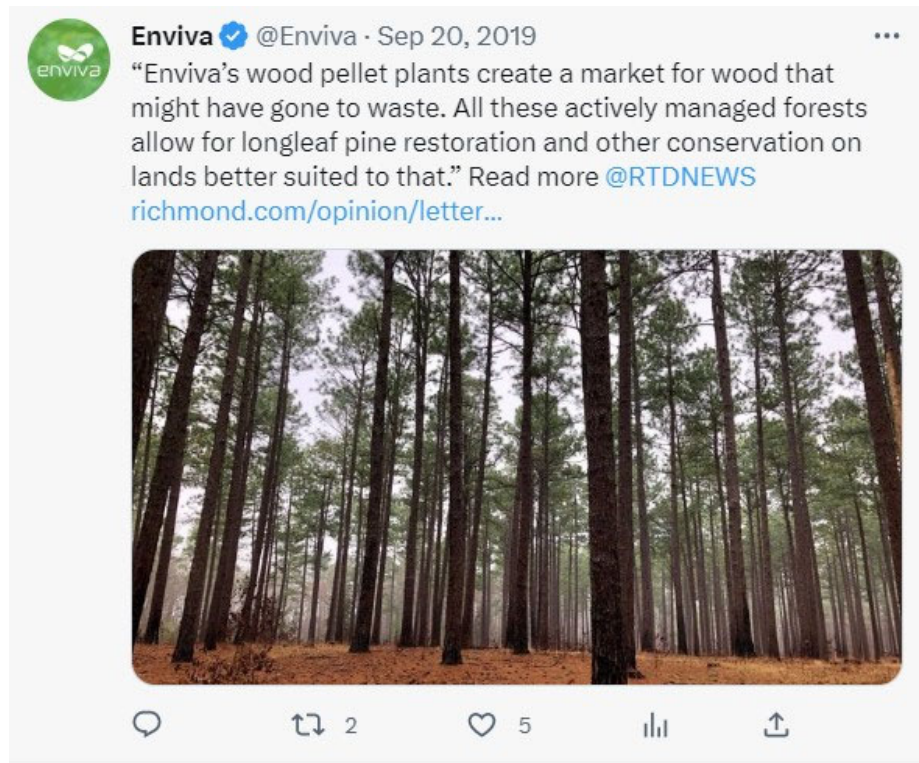 enviva
Enviva @Enviva · Sep 20, 2019
“Enviva’s wood pellet plants create a market for wood that
might have gone to waste. All these actively managed forests
allow for longleaf pine restoration and other conservation on
lands better suited to that.” Read more @RTDNEWS
richmond.com/opinion/letter...
2
5